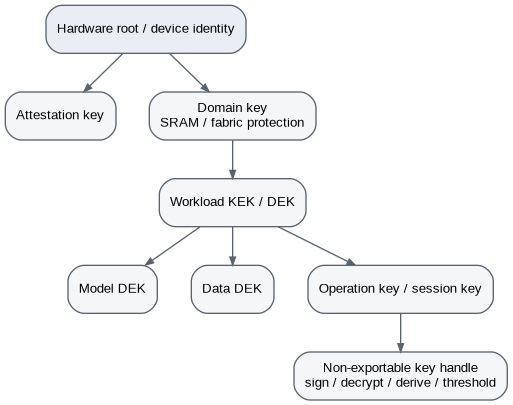 Hardware root / device identity
Attestation key
Domain key
SRAM / fabric protection
Workload KEK / DEK
Model DEK
Data DEK
Operation key / session key
Non-exportable key handle
sign / decrypt / derive / threshold